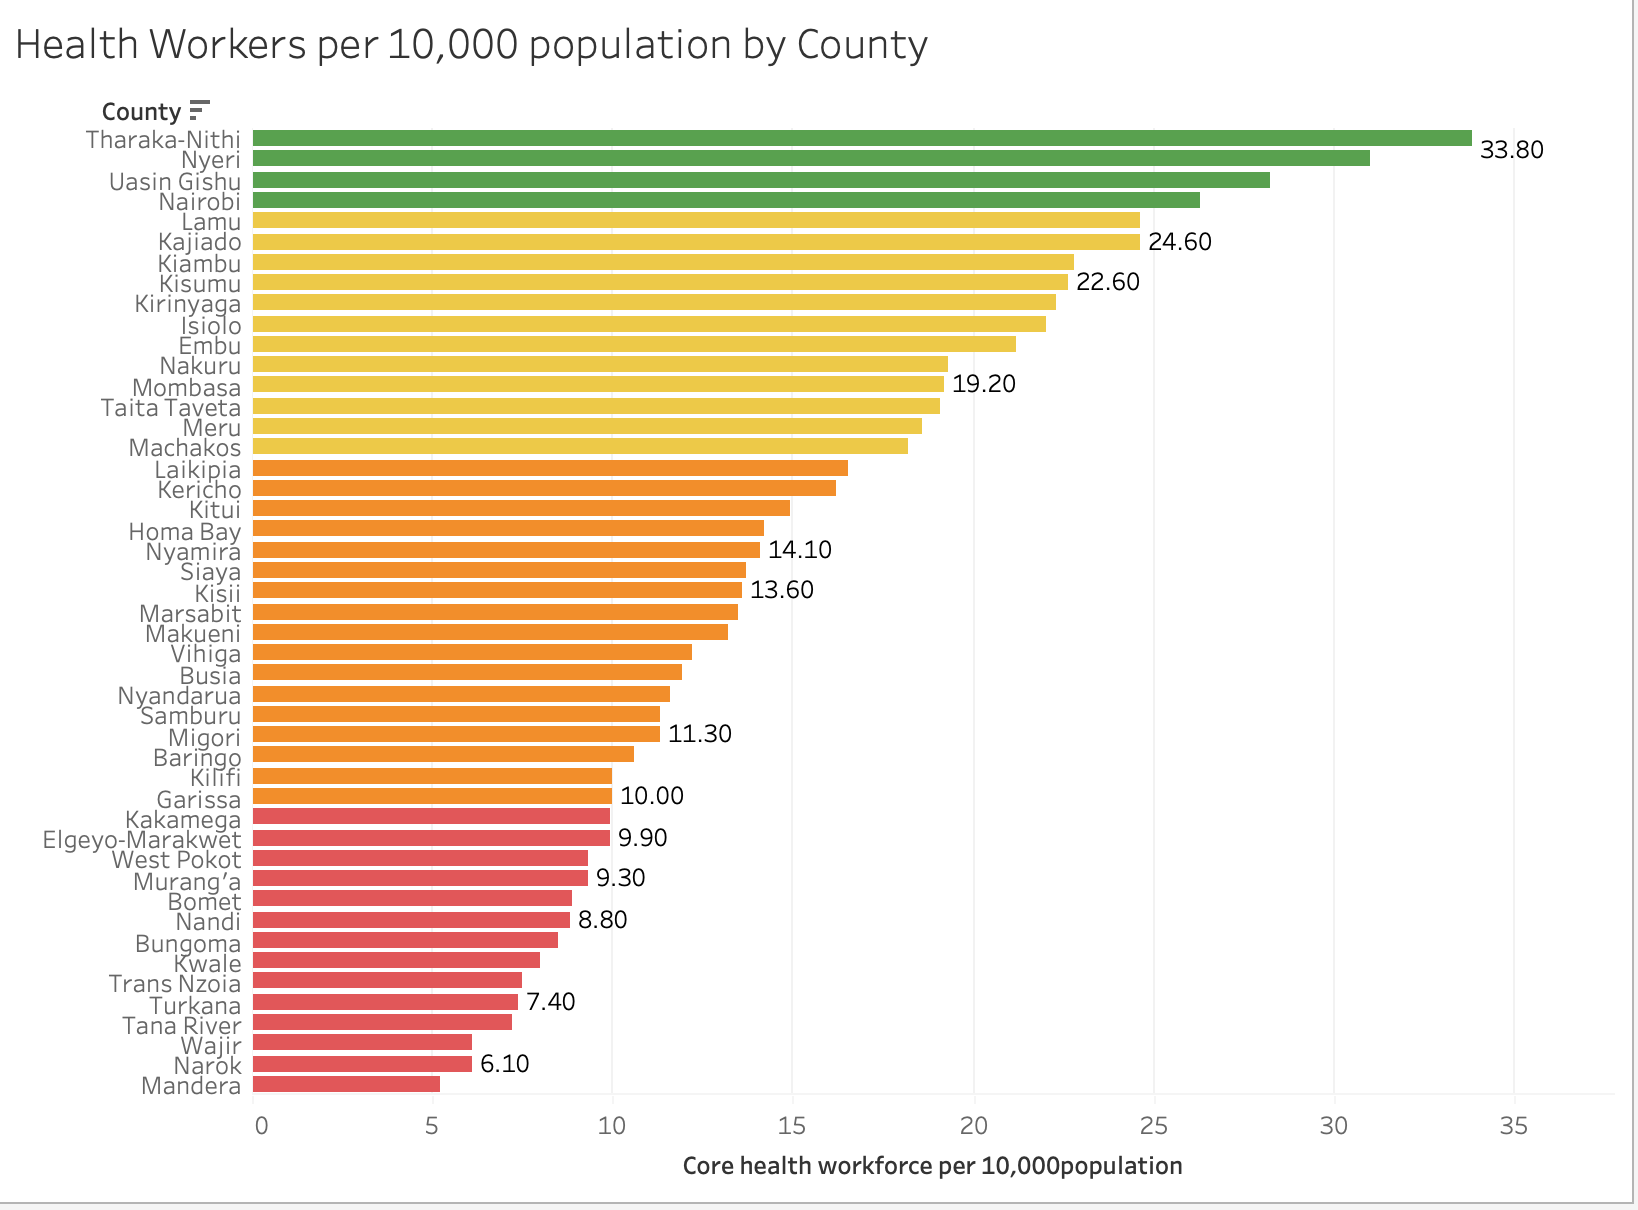 Health Workers per 10,000 population by County
County
Tharaka-Nithi
33.80
Nyeri
Uasin Gishu
Nairobi
Lamu
Kajiado 24.60
Kiambu
Kisumu 22.60
Kirinyaga
Isiolo
Embu
Nakuru
Mombasa 19.20
Taita Taveta
Meru
Machakos
Laikipia
Kericho
Kitui
Homa Bay
Nyamira 14.10
Siaya
Kisii 13.60
Marsabit
Makueni
Vihiga
Busia
Nyandarua
Samburu
Migori 11.30
Baringo
Kilifi
Garissa 10.00
Kakamega
Elgeyo-Marakwet 9.90
West Pokot
Murang’a 9.30
Bomet
Nandi 8.80
Bungoma
Kwale
Trans Nzoia
Turkana 7.40
Tana River
Wajir
Narok 6.10
Mandera
0 5 10 15 20 25 30 35
Core health workforce per 10,000population